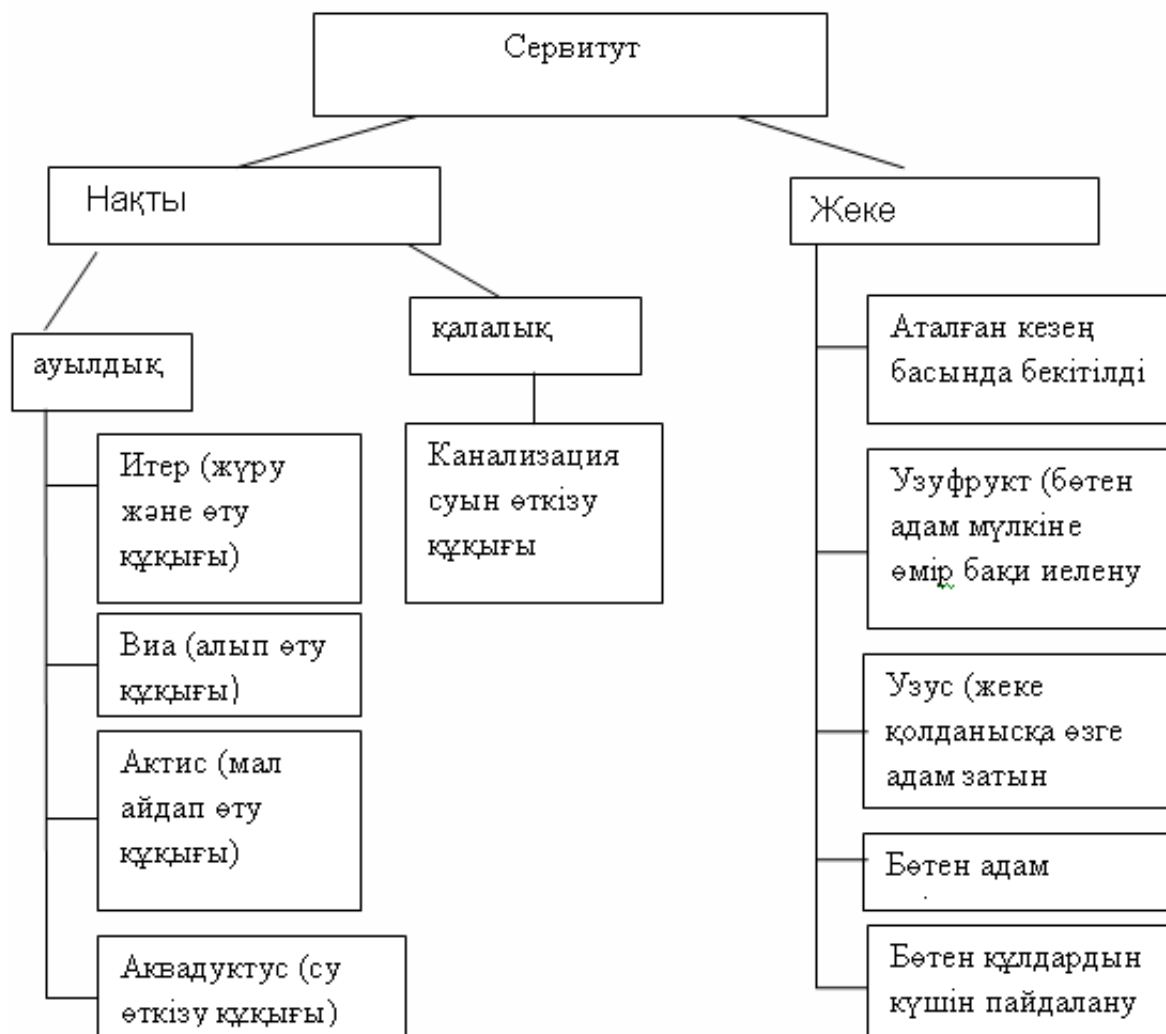 Сервитут
Нақты
Жеке
ауылдық
қалалық
Итер (жүру
және өту
құқығы)
Виа (алып өту
құқығы)
Актис (мал
айдап өту
құқығы)
Аквадуктус (су
өткізу құқығы)
Канализация
суын өткізу
құқығы
Аталған кезең
басында бекітілді
Узуфрукт (бөтен
адам мүлкіне
өмір бақи иелену
Узус (жеке
қолданысқа өзге
адам затын
Бөтен адам
Бөтен құлдардын
күшін пайдалану